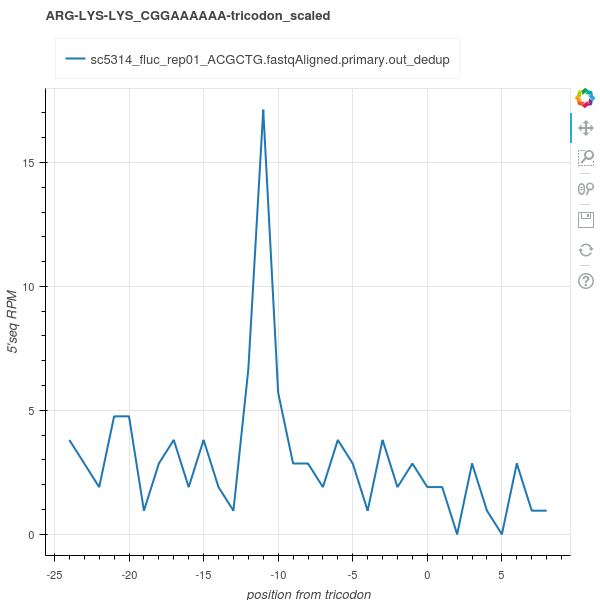 ARG-LYS-LYS_CGGAAAAAA-tricodon_scaled
sc5314_fluc_rep01_ACGCTG.fastqAligned.primary.out_dedup
15
10
5
0
5'seq RPM
-25 -20 -15 -10 -5 0 5
position from tricodon